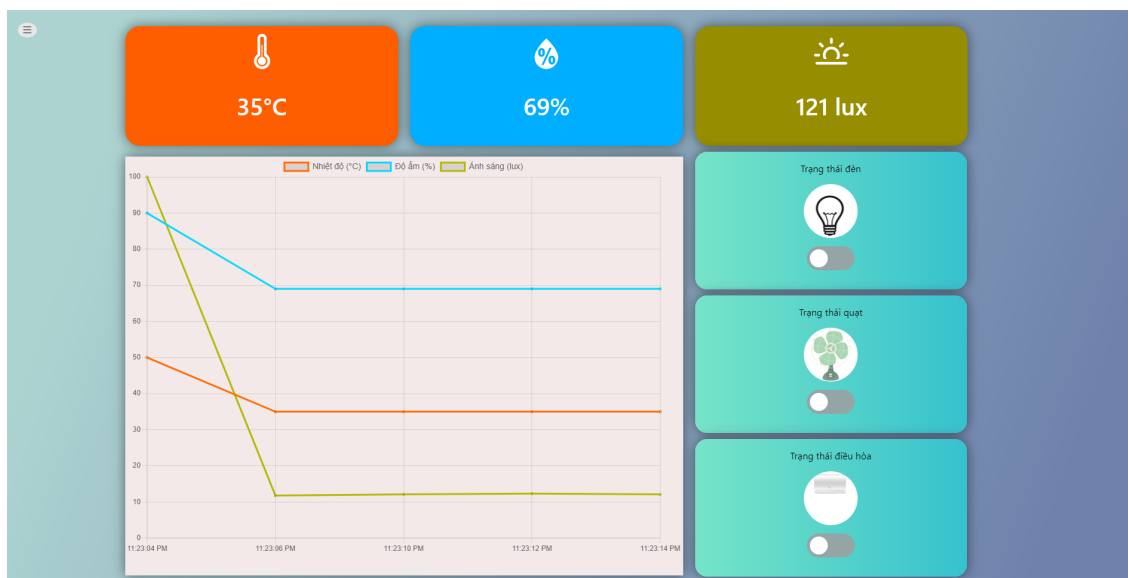 35°C
%
69%
121 lux
Nhiệt độ (°C) Độ ẩm (%) Ánh sáng (lux)
100
90
80
70
60
50
40
30
20
10
0
11:23:04 PM 11:23:06 PM 11:23:10 PM 11:23:12 PM 11:23:14 PM
Trạng thái đèn
Trạng thái quạt
Trạng thái điều hòa